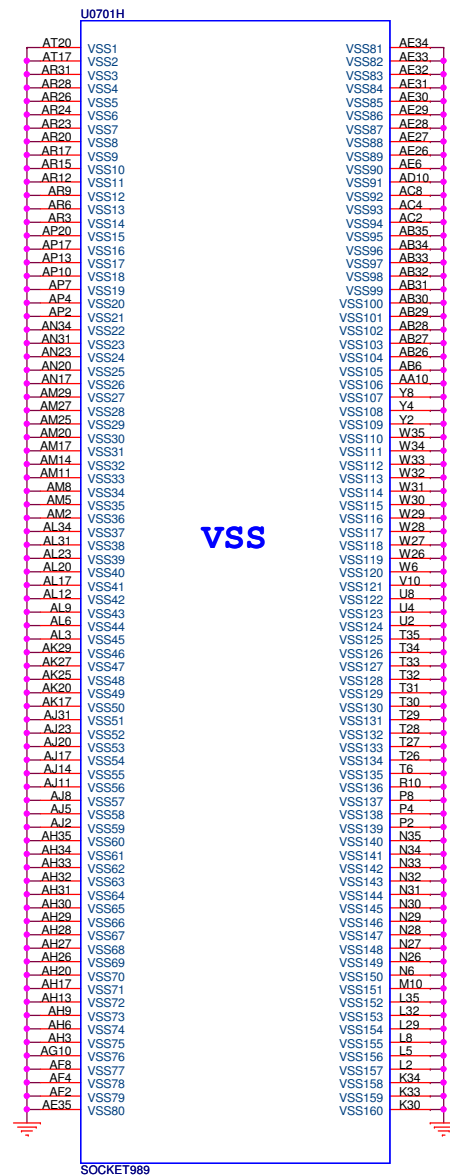 U0701H
AT20 VSS1 VSS81 AE34
AT17 VSS2 VSS82 AE33
AR31 VSS3 VSS83 AE32
AR28 VSS4 VSS84 AE31
AR26 VSS5 VSS85 AE30
AR24 VSS6 VSS86 AE29
AR23 VSS7 VSS87 AE28
AR20 VSS8 VSS88 AE27
AR17 VSS9 VSS89 AE26
AR15 VSS10 VSS90 AE6
AR12 VSS11 VSS91 AD10
AR9 VSS12 VSS92 AC8
AR6 VSS13 VSS93 AC4
AR3 VSS14 VSS94 AC2
AP20 VSS15 VSS95 AB35
AP17 VSS16 VSS96 AB34
AP13 VSS17 VSS97 AB33
AP10 VSS18 VSS98 AB32
AP7 VSS19 VSS99 AB31
AP4 VSS20 VSS100 AB30
AP2 VSS21 VSS101 AB29
AN34 VSS22 VSS102 AB28
AN31 VSS23 VSS103 AB27
AN23 VSS24 VSS104 AB26
AN20 VSS25 VSS105 AB6
AN17 VSS26 VSS106 AA10
AM29 VSS27 VSS107 Y8
AM27 VSS28 VSS108 Y4
AM25 VSS29 VSS109 Y2
AM20 VSS30 VSS110 W35
AM17 VSS31 VSS111 W34
AM14 VSS32 VSS112 W33
AM11 VSS33 VSS113 W32
AM8 VSS34 VSS114 W31
AM5 VSS35 VSS115 W30
AM2 VSS36 VSS116 W29
AL34 VSS37 VSS117 W28
AL31 VSS38 VSS118 W27
AL23 VSS39 VSS119 W26
AL20 VSS40 VSS120 W6
AL17 VSS41 VSS121 V10
AL12 VSS42 VSS122 U8
AL9 VSS43 VSS123 U4
AL6 VSS44 VSS124 U2
AL3 VSS45 VSS125 T35
AK29 VSS46 VSS126 T34
AK27 VSS47 VSS127 T33
AK25 VSS48 VSS128 T32
AK20 VSS49 VSS129 T31
AK17 VSS50 VSS130 T30
AJ31 VSS51 VSS131 T29
AJ23 VSS52 VSS132 T28
AJ20 VSS53 VSS133 T27
AJ17 VSS54 VSS134 T26
AJ14 VSS55 VSS135 T6
AJ11 VSS56 VSS136 R10
AJ8 VSS57 VSS137 P8
AJ5 VSS58 VSS138 P4
AJ2 VSS59 VSS139 P2
AH35 VSS60 VSS140 N35
AH34 VSS61 VSS141 N34
AH33 VSS62 VSS142 N33
AH32 VSS63 VSS143 N32
AH31 VSS64 VSS144 N31
AH30 VSS65 VSS145 N30
AH29 VSS66 VSS146 N29
AH28 VSS67 VSS147 N28
AH27 VSS68 VSS148 N27
AH26 VSS69 VSS149 N26
AH20 VSS70 VSS150 N6
AH17 VSS71 VSS151 M10
AH13 VSS72 VSS152 L35
AH9 VSS73 VSS153 L32
AH6 VSS74 VSS154 L29
AH3 VSS75 VSS155 L8
AG10 VSS76 VSS156 L5
AF8 VSS77 VSS157 L2
AF4 VSS78 VSS158 K34
AF2 VSS79 VSS159 K33
AE35 VSS80 VSS160 K30
VSS
SOCKET989